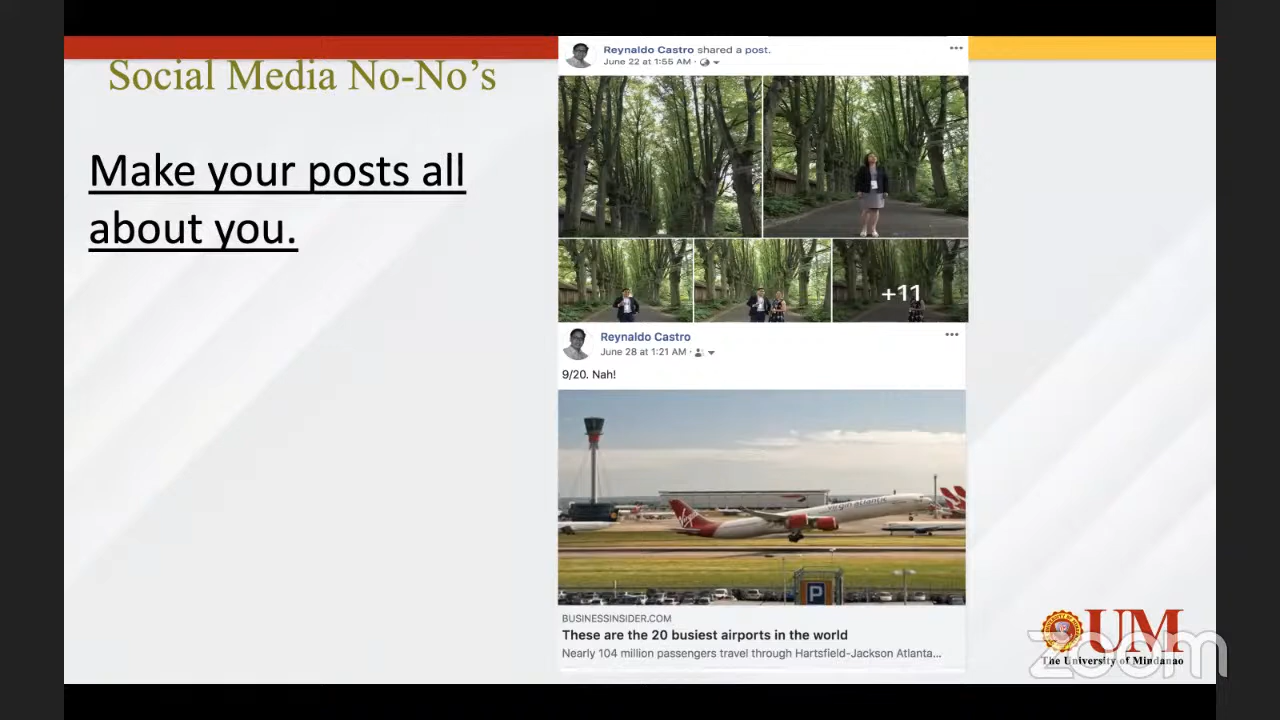 Social Media No-No's
Make your posts all
about you.
Reynaldo Castro shared a post.
June 22 at 1:55 AM ·
+11
Reynaldo Castro
June 28 at 1:21 AM ·
9/20. Nah!
virgin atlantic
Virgin
P
BUSINESSINSIDER.COM
These are the 20 busiest airports in the world
Nearly 104 million passengers travel through Hartsfield-Jackson Atlanta...
UM
The University of Mindanao
zoom